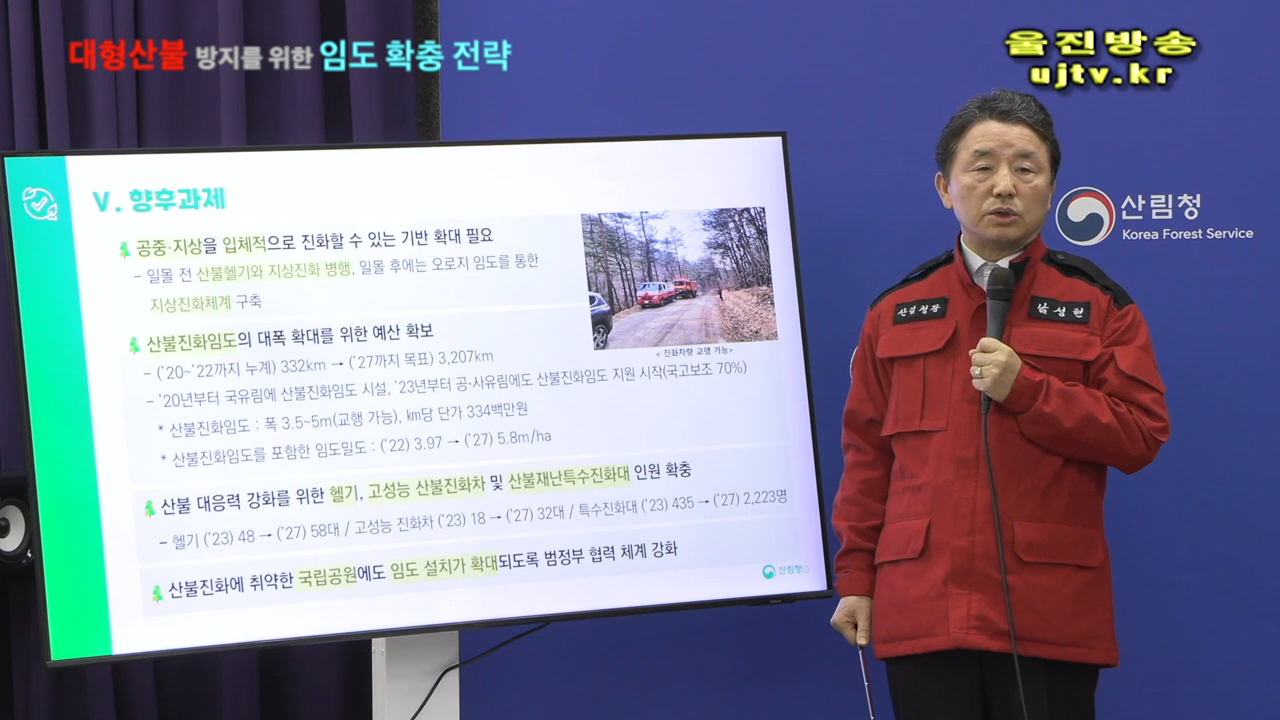 대형산불 방지를 위한 임도 확충 전략
울진방송
ujtv.kr
Ⅴ. 향후과제
공중·지상을 입체적으로 진화할 수 있는 기반 확대 필요
- 일몰 전 산불헬기와 지상진화 병행, 일몰 후에는 오로지 임도를 통한
지상진화체계 구축
산불진화임도의 대폭 확대를 위한 예산 확보
- ('20~'22까지 누계) 332km → ('27까지 목표) 3,207km
- '20년부터 국유림에 산불진화임도 시설, '23년부터 공·사유림에도 산불진화임도 지원 시작(국고보조 70%)
* 산불진화임도 : 폭 3.5~5m(교행 가능), ㎞당 단가 334백만원
* 산불진화임도를 포함한 임도밀도 : ('22) 3.97 → ('27) 5.8m/ha
산불 대응력 강화를 위한 헬기, 고성능 산불진화차 및 산불재난특수진화대 인원 확충
- 헬기 ('23) 48 → ('27) 58대 / 고성능 진화차 ('23) 18 → ('27) 32대 / 특수진화대 ('23) 435 → ('27) 2,223명
산불진화에 취약한 국립공원에도 임도 설치가 확대되도록 범정부 협력 체계 강화
< 진화차량 교행 가능>
산림청 10
산림청
Korea Forest Service
산림청장
남성현